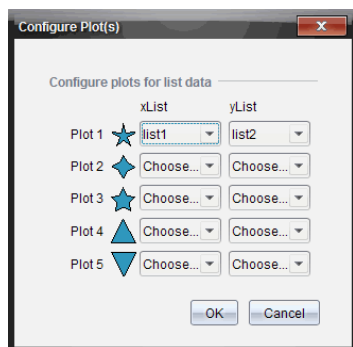 Configure Plot(s)
x
Configure plots for list data
xList yList
Plot 1 list1 list2
Plot 2 Choose... Choose...
Plot 3 Choose... Choose...
Plot 4 Choose... Choose...
Plot 5 Choose... Choose...
OK Cancel